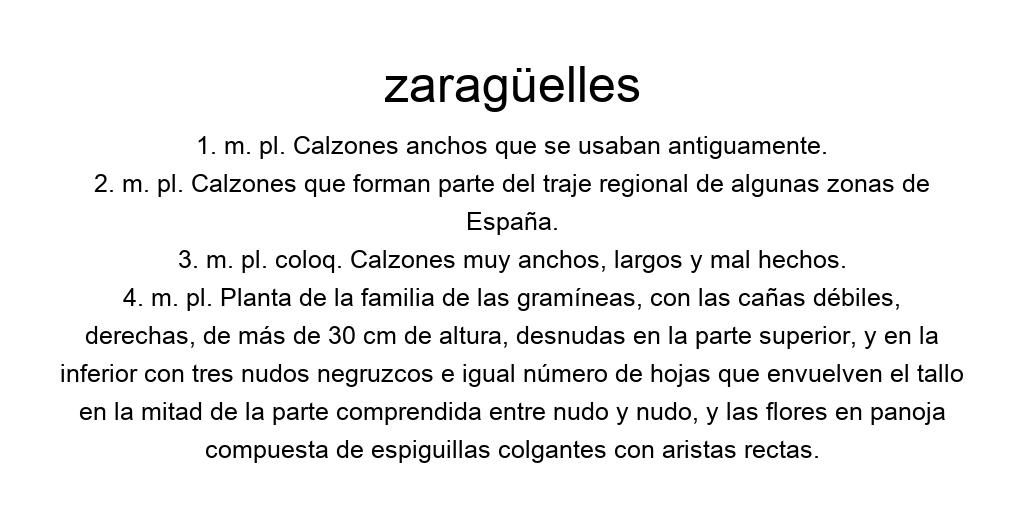 zaragüelles
1. m. pl. Calzones anchos que se usaban antiguamente.
2. m. pl. Calzones que forman parte del traje regional de algunas zonas de
España.
3. m. pl. coloq. Calzones muy anchos, largos y mal hechos.
4. m. pl. Planta de la familia de las gramíneas, con las cañas débiles,
derechas, de más de 30 cm de altura, desnudas en la parte superior, y en la
inferior con tres nudos negruzcos e igual número de hojas que envuelven el tallo
en la mitad de la parte comprendida entre nudo y nudo, y las flores en panoja
compuesta de espiguillas colgantes con aristas rectas.